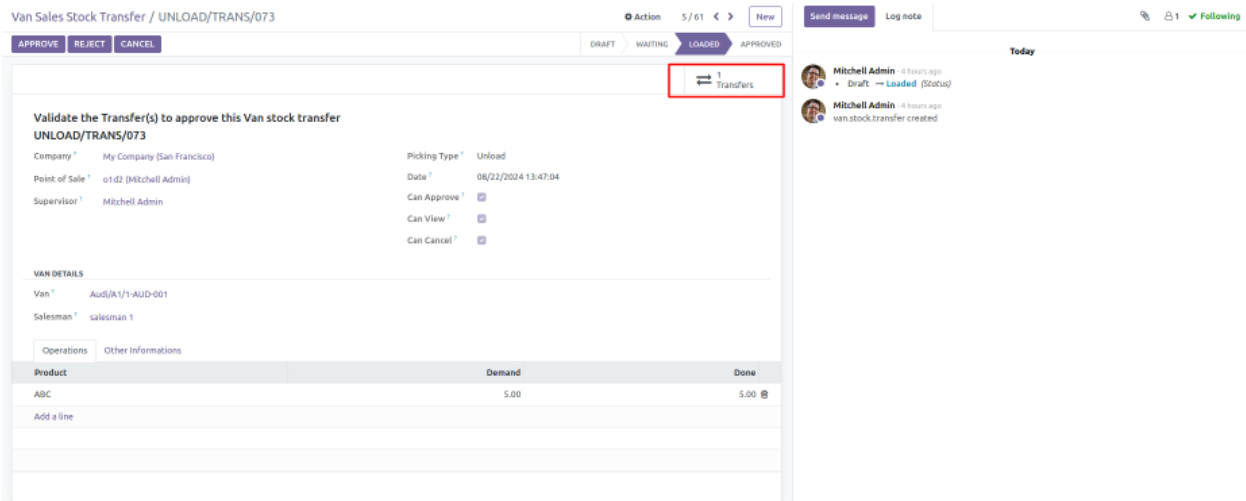 Van Sales Stock Transfer / UNLOAD/TRANS/073
Action 5/61 New
APPROVE REJECT CANCEL
DRAFT WAITING LOADED APPROVED
1
Transfers
Validate the Transfer(s) to approve this Van stock transfer
UNLOAD/TRANS/073
Company ? My Company (San Francisco) Picking Type ? Unload
Point of Sale ? o1d2 (Mitchell Admin) Date ? 08/22/2024 13:47:04
Supervisor ? Mitchell Admin Can Approve ?
Can View ?
Can Cancel ?
VAN DETAILS
Van ? Audi/A1/1-AUD-001
Salesman ? salesman 1
Operations Other Informations
Product Demand Done
ABC 5.00 5.00
Add a line
Send message Log note 1 Following
Today
Mitchell Admin - 4 hours ago
• Draft → Loaded (Status)
Mitchell Admin - 4 hours ago
van.stock.transfer created